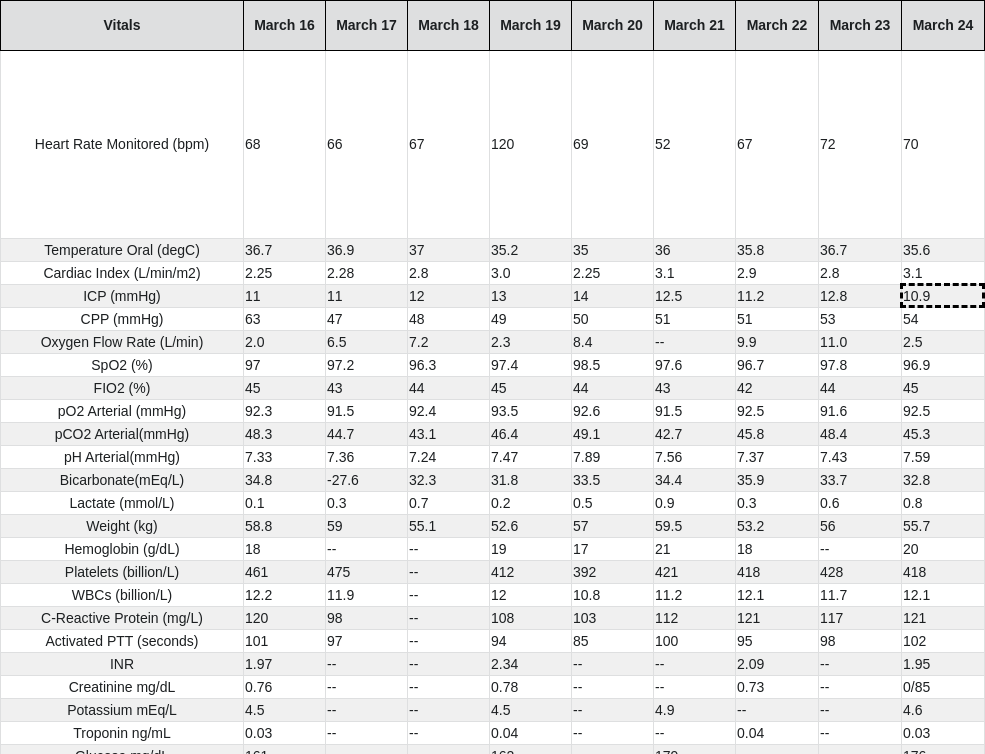 Vitals March 16 March 17 March 18 March 19 March 20 March 21 March 22 March 23 March 24
Heart Rate Monitored (bpm) 68 66 67 120 69 52 67 72 70
Temperature Oral (degC) 36.7 36.9 37 35.2 35 36 35.8 36.7 35.6
Cardiac Index (L/min/m2) 2.25 2.28 2.8 3.0 2.25 3.1 2.9 2.8 3.1
ICP (mmHg) 11 11 12 13 14 12.5 11.2 12.8 10.9
CPP (mmHg) 63 47 48 49 50 51 51 53 54
Oxygen Flow Rate (L/min) 2.0 6.5 7.2 2.3 8.4 -- 9.9 11.0 2.5
SpO2 (%) 97 97.2 96.3 97.4 98.5 97.6 96.7 97.8 96.9
FIO2 (%) 45 43 44 45 44 43 42 44 45
pO2 Arterial (mmHg) 92.3 91.5 92.4 93.5 92.6 91.5 92.5 91.6 92.5
pCO2 Arterial(mmHg) 48.3 44.7 43.1 46.4 49.1 42.7 45.8 48.4 45.3
pH Arterial(mmHg) 7.33 7.36 7.24 7.47 7.89 7.56 7.37 7.43 7.59
Bicarbonate(mEq/L) 34.8 -27.6 32.3 31.8 33.5 34.4 35.9 33.7 32.8
Lactate (mmol/L) 0.1 0.3 0.7 0.2 0.5 0.9 0.3 0.6 0.8
Weight (kg) 58.8 59 55.1 52.6 57 59.5 53.2 56 55.7
Hemoglobin (g/dL) 18 -- -- 19 17 21 18 -- 20
Platelets (billion/L) 461 475 -- 412 392 421 418 428 418
WBCs (billion/L) 12.2 11.9 -- 12 10.8 11.2 12.1 11.7 12.1
C-Reactive Protein (mg/L) 120 98 -- 108 103 112 121 117 121
Activated PTT (seconds) 101 97 -- 94 85 100 95 98 102
INR 1.97 -- -- 2.34 -- -- 2.09 -- 1.95
Creatinine mg/dL 0.76 -- -- 0.78 -- -- 0.73 -- 0/85
Potassium mEq/L 4.5 -- -- 4.5 -- 4.9 -- -- 4.6
Troponin ng/mL 0.03 -- -- 0.04 -- -- 0.04 -- 0.03